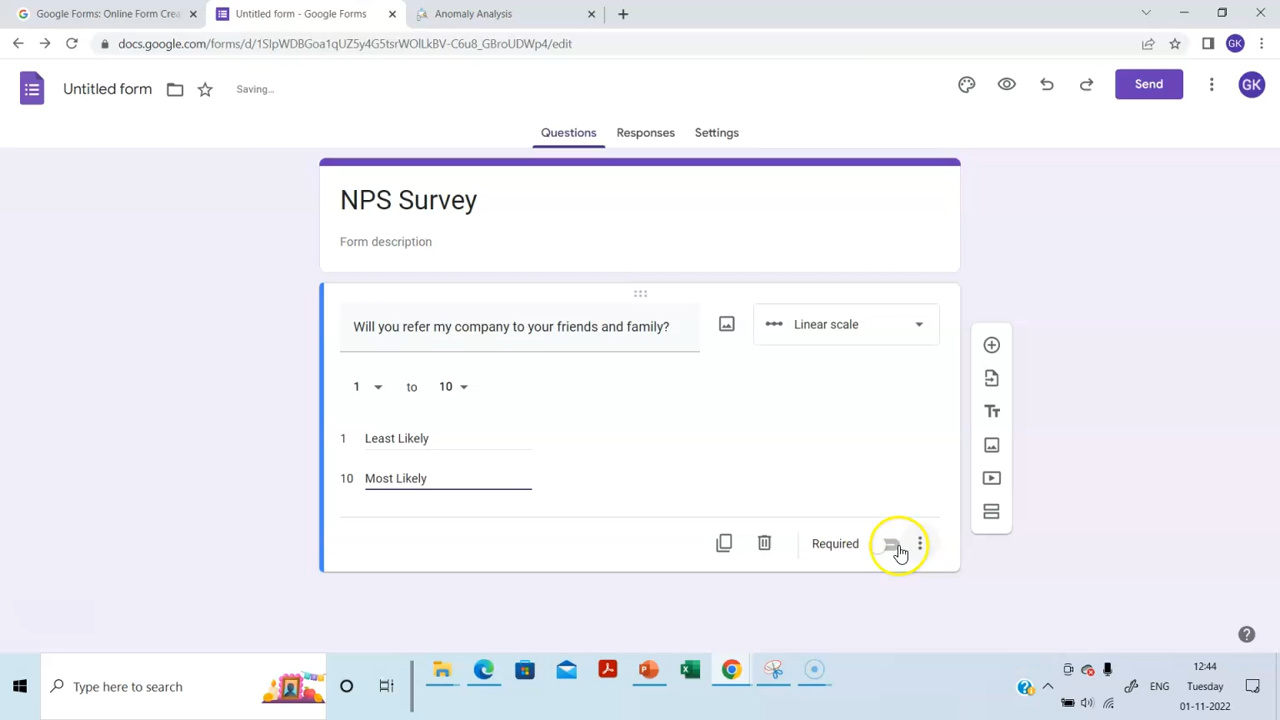 Google Forms: Online Form Crea
Untitled form - Google Forms
Anomaly Analysis
docs.google.com/forms/d/1SIpWDBGoa1qUZ5y4G5tsrWOlLkBV-C6u8_GBroUDWp4/edit
GK
Untitled form
Saving...
Send
GK
Questions
Responses
Settings
NPS Survey
Form description
Will you refer my company to your friends and family?
Linear scale
1 to 10
1 Least Likely
10 Most Likely
Required
Type here to search
ENG
12:44
Tuesday
01-11-2022